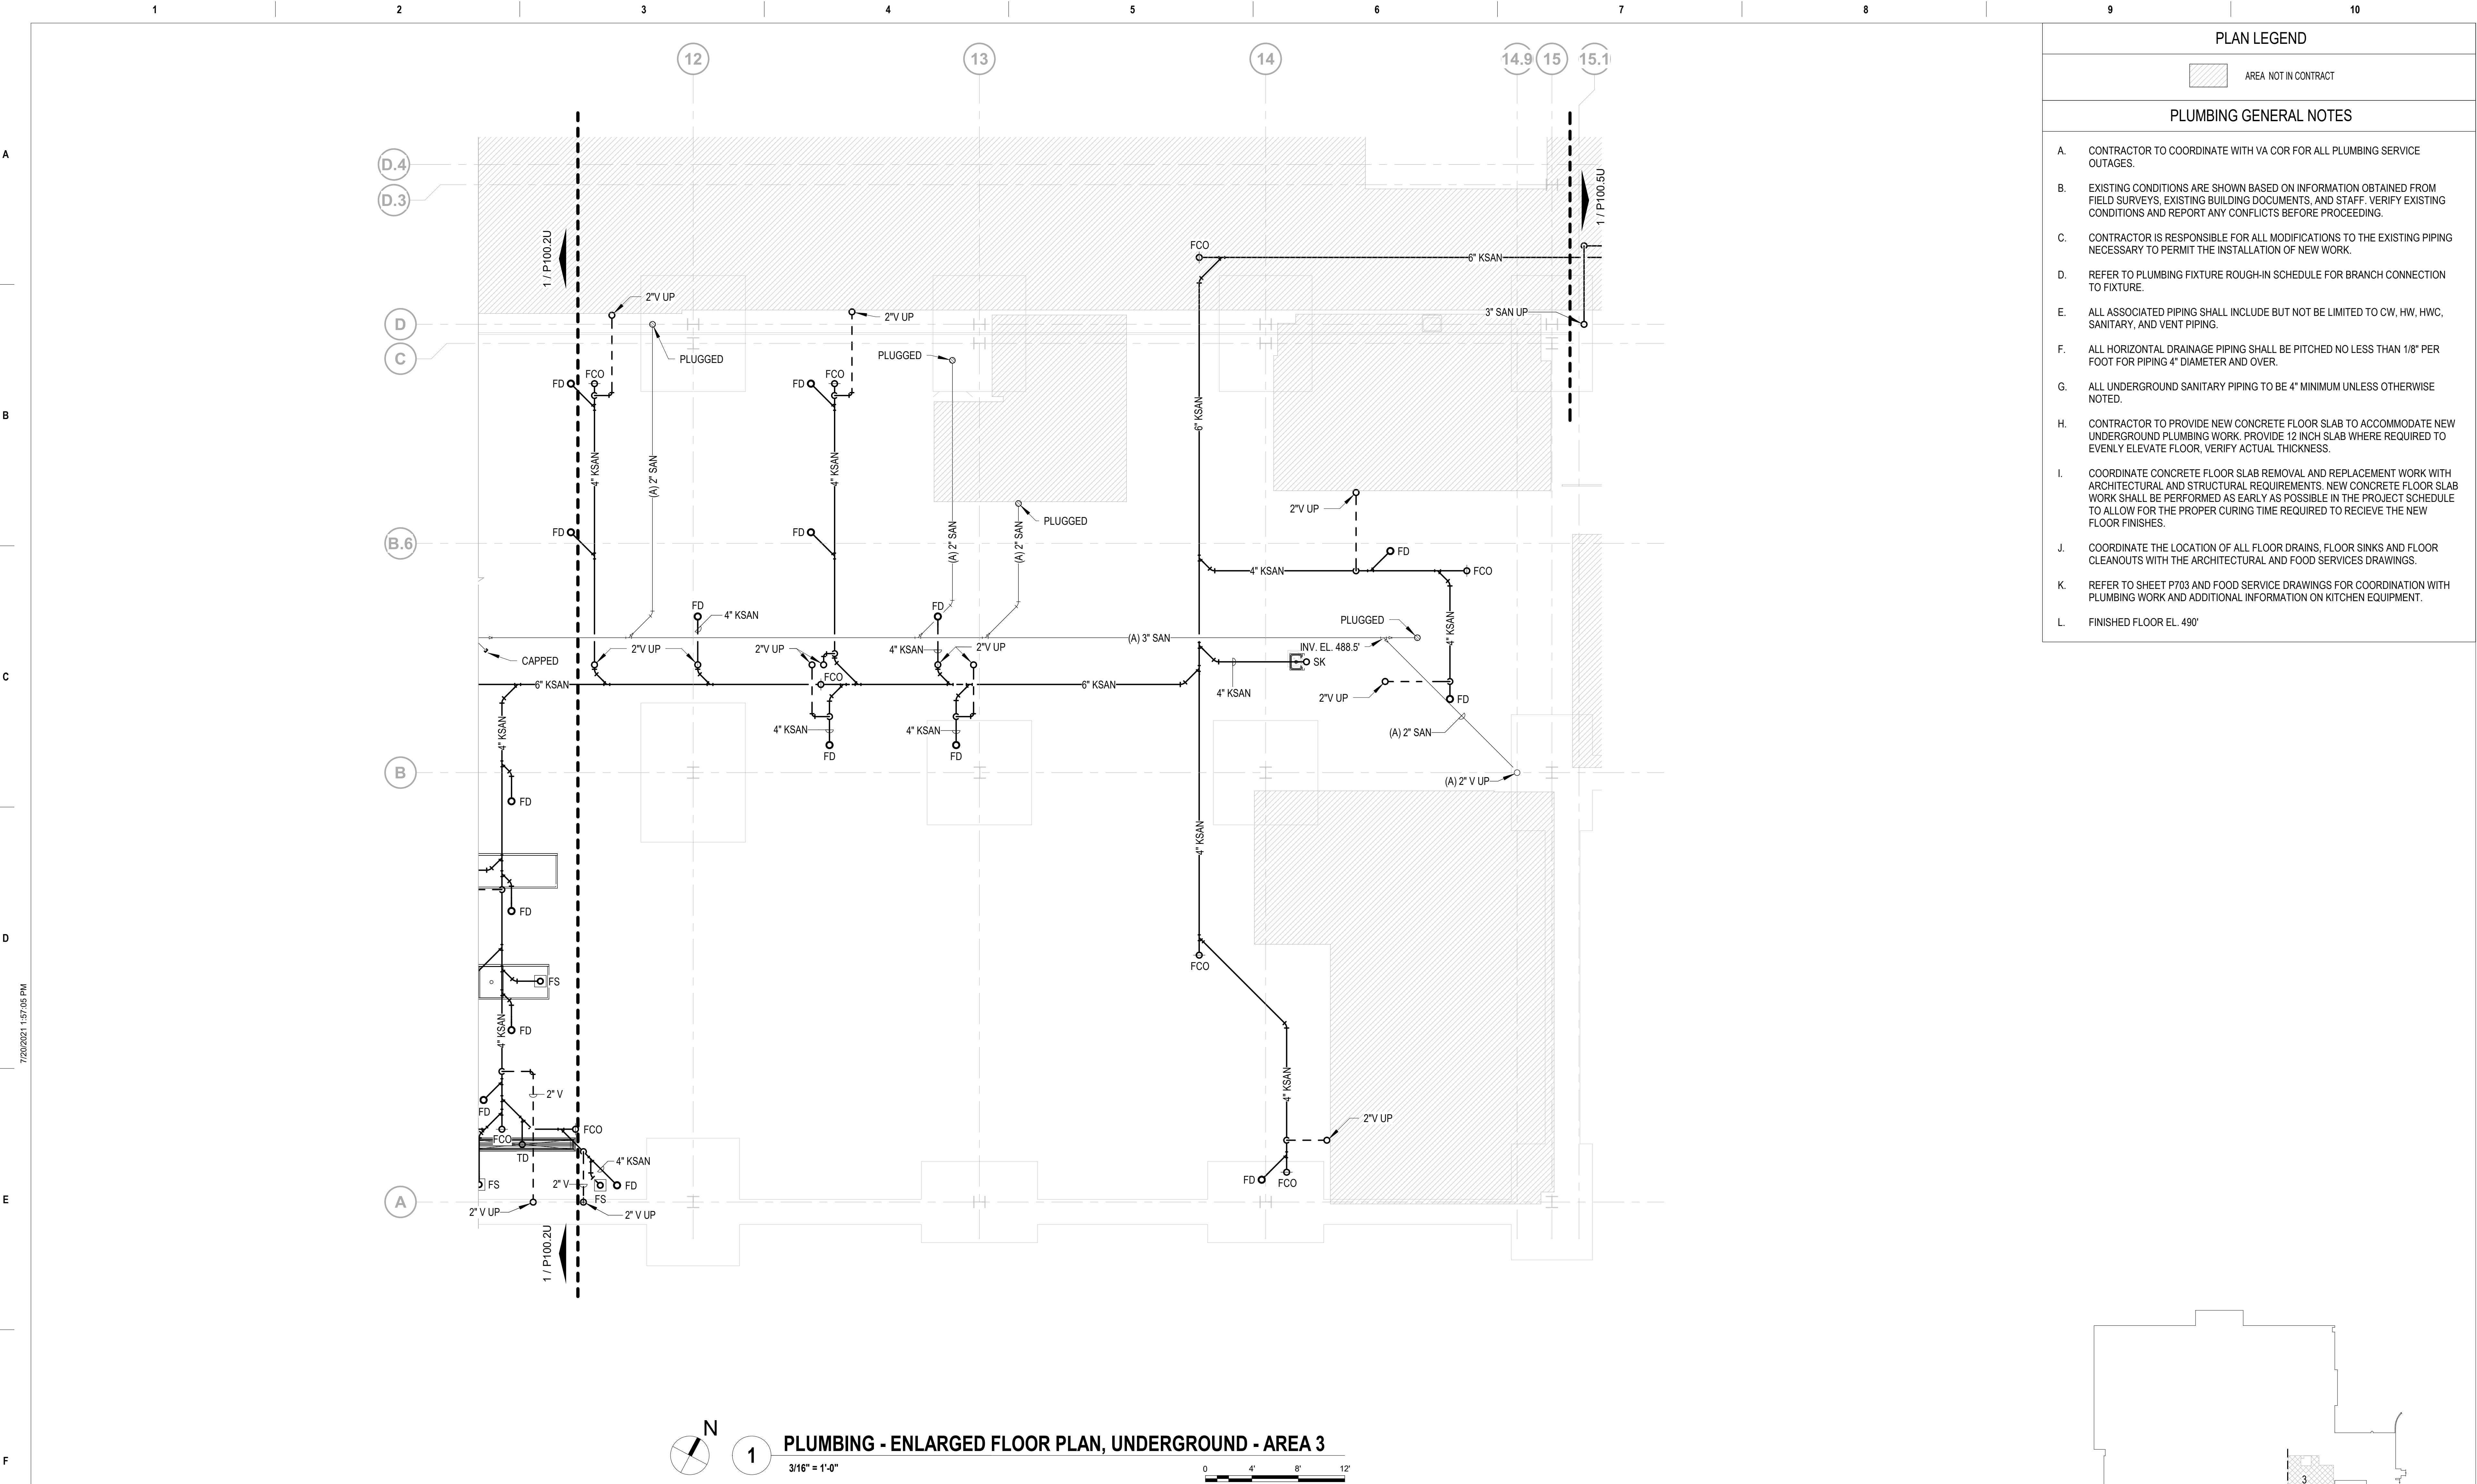 1 2 3 4 5 6 7 8 9 10
A
B
C
D
E
F
7/20/2021 1:57:05 PM
12 13 14 14.9 15 15.1
D.4
D.3
D
C
B.6
B
A
1 / P100.2U
1 / P100.5U
FCO
6" KSAN
3" SAN UP
2"V UP
PLUGGED
2"V UP
PLUGGED
FD
FCO
FD
FCO
4" KSAN
(A) 2" SAN
4" KSAN
6" KSAN
2"V UP
PLUGGED
FD
FD
(A) 2" SAN
(A) 2" SAN
FD
4" KSAN
FCO
FD
4" KSAN
FD
PLUGGED
4" KSAN
(A) 3" SAN
CAPPED
2"V UP
2"V UP
4" KSAN
2"V UP
INV. EL. 488.5'
SK
FCO
6" KSAN
6" KSAN
4" KSAN
2"V UP
FD
4" KSAN
4" KSAN
4" KSAN
(A) 2" SAN
FD
FD
(A) 2" V UP
FD
4" KSAN
FD
FCO
FS
4" KSAN
FD
2" V
4" KSAN
2"V UP
FD
FCO
FCO
TD
4" KSAN
FS
2" V
FD
FS
FD
FCO
2" V UP
2" V UP
1 / P100.2U
N
1
PLUMBING - ENLARGED FLOOR PLAN, UNDERGROUND - AREA 3
3/16" = 1'-0"
0 4' 8' 12'
PLAN LEGEND
AREA NOT IN CONTRACT
PLUMBING GENERAL NOTES
A. CONTRACTOR TO COORDINATE WITH VA COR FOR ALL PLUMBING SERVICE
OUTAGES.
B. EXISTING CONDITIONS ARE SHOWN BASED ON INFORMATION OBTAINED FROM
FIELD SURVEYS, EXISTING BUILDING DOCUMENTS, AND STAFF. VERIFY EXISTING
CONDITIONS AND REPORT ANY CONFLICTS BEFORE PROCEEDING.
C. CONTRACTOR IS RESPONSIBLE FOR ALL MODIFICATIONS TO THE EXISTING PIPING
NECESSARY TO PERMIT THE INSTALLATION OF NEW WORK.
D. REFER TO PLUMBING FIXTURE ROUGH-IN SCHEDULE FOR BRANCH CONNECTION
TO FIXTURE.
E. ALL ASSOCIATED PIPING SHALL INCLUDE BUT NOT BE LIMITED TO CW, HW, HWC,
SANITARY, AND VENT PIPING.
F. ALL HORIZONTAL DRAINAGE PIPING SHALL BE PITCHED NO LESS THAN 1/8" PER
FOOT FOR PIPING 4" DIAMETER AND OVER.
G. ALL UNDERGROUND SANITARY PIPING TO BE 4" MINIMUM UNLESS OTHERWISE
NOTED.
H. CONTRACTOR TO PROVIDE NEW CONCRETE FLOOR SLAB TO ACCOMMODATE NEW
UNDERGROUND PLUMBING WORK. PROVIDE 12 INCH SLAB WHERE REQUIRED TO
EVENLY ELEVATE FLOOR, VERIFY ACTUAL THICKNESS.
I. COORDINATE CONCRETE FLOOR SLAB REMOVAL AND REPLACEMENT WORK WITH
ARCHITECTURAL AND STRUCTURAL REQUIREMENTS. NEW CONCRETE FLOOR SLAB
WORK SHALL BE PERFORMED AS EARLY AS POSSIBLE IN THE PROJECT SCHEDULE
TO ALLOW FOR THE PROPER CURING TIME REQUIRED TO RECIEVE THE NEW
FLOOR FINISHES.
J. COORDINATE THE LOCATION OF ALL FLOOR DRAINS, FLOOR SINKS AND FLOOR
CLEANOUTS WITH THE ARCHITECTURAL AND FOOD SERVICES DRAWINGS.
K. REFER TO SHEET P703 AND FOOD SERVICE DRAWINGS FOR COORDINATION WITH
PLUMBING WORK AND ADDITIONAL INFORMATION ON KITCHEN EQUIPMENT.
L. FINISHED FLOOR EL. 490'
3